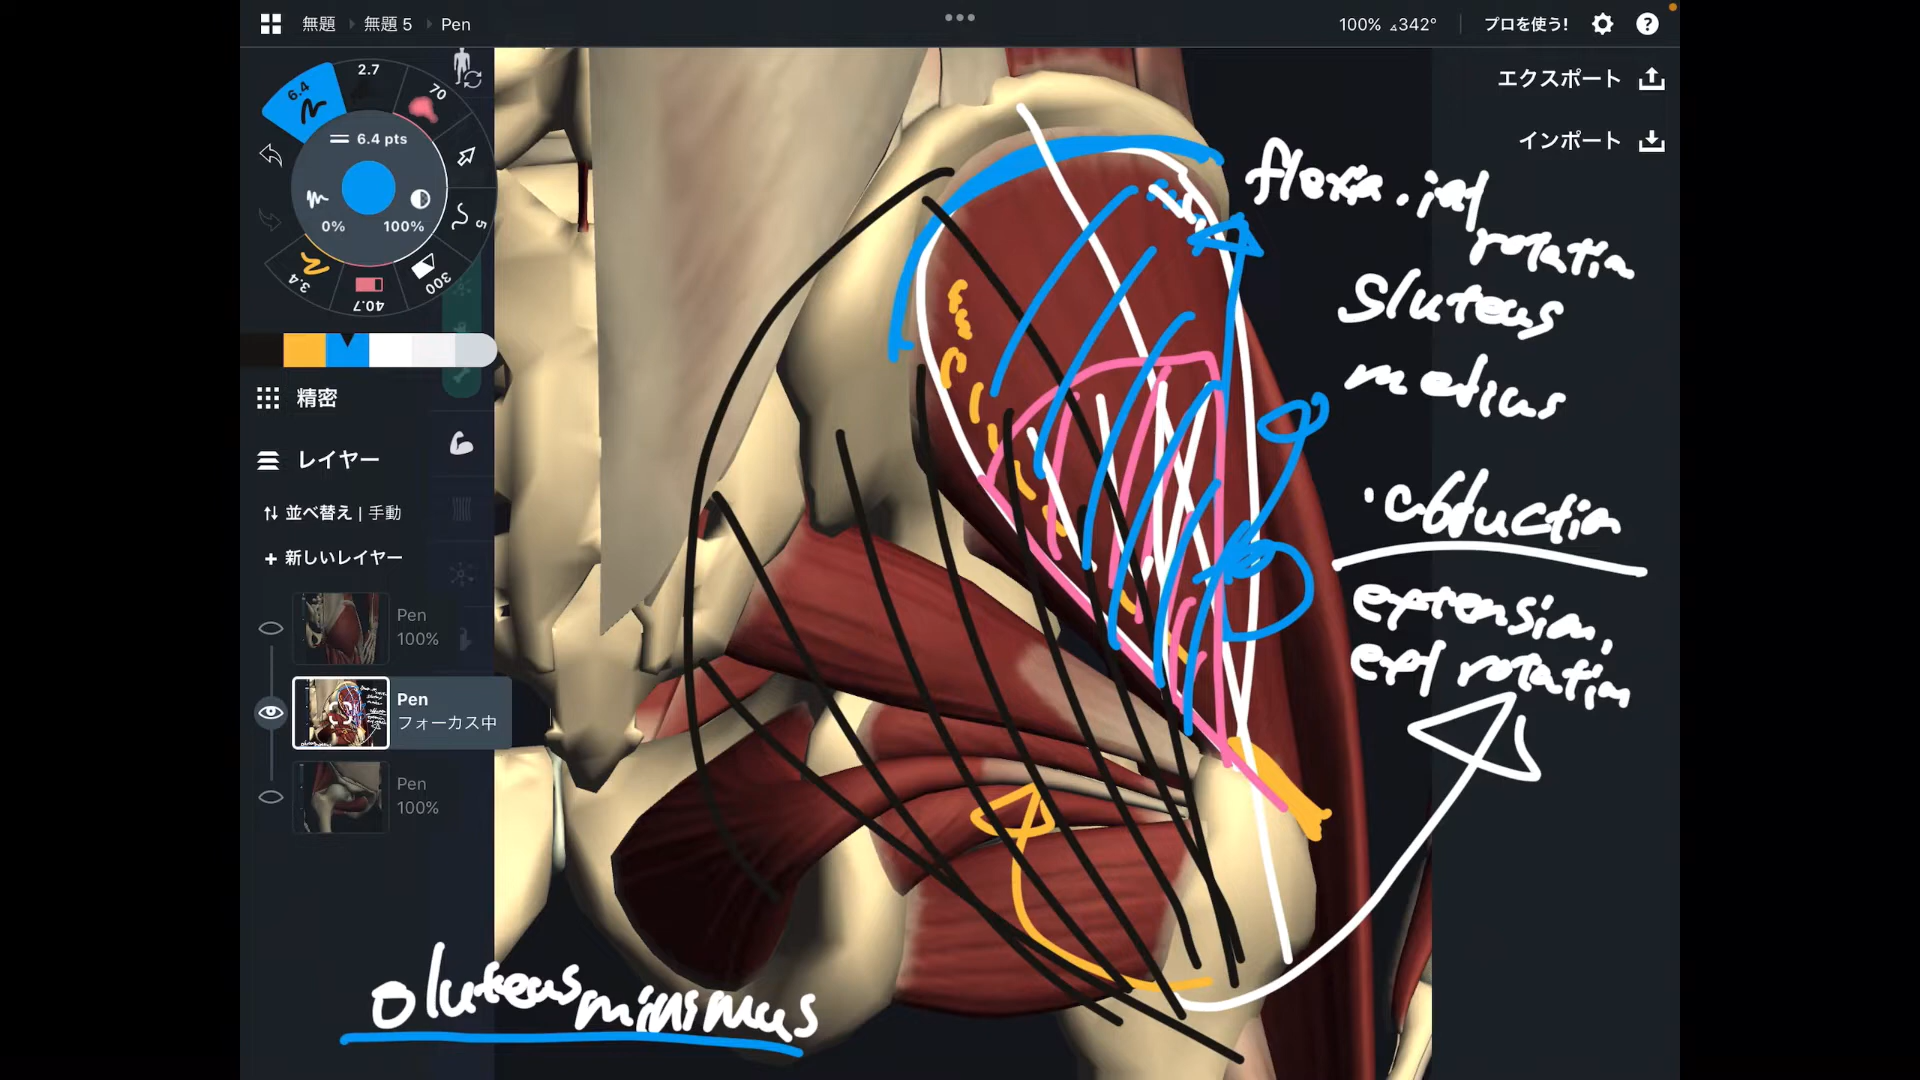 無題 無題 5 Pen
100% ⊿342° プロを使う!
エクスポート
インポート
6.4
2.7
70
5
300
40.7
3.4
6.4 pts
0% 100%
精密
レイヤー
並べ替え | 手動
+ 新しいレイヤー
Pen
100%
Pen
フォーカス中
Pen
100%
flexia . int
rotatin
Sluteus
medius
・abductin
extension.
ext rotatin
gluteus minimus